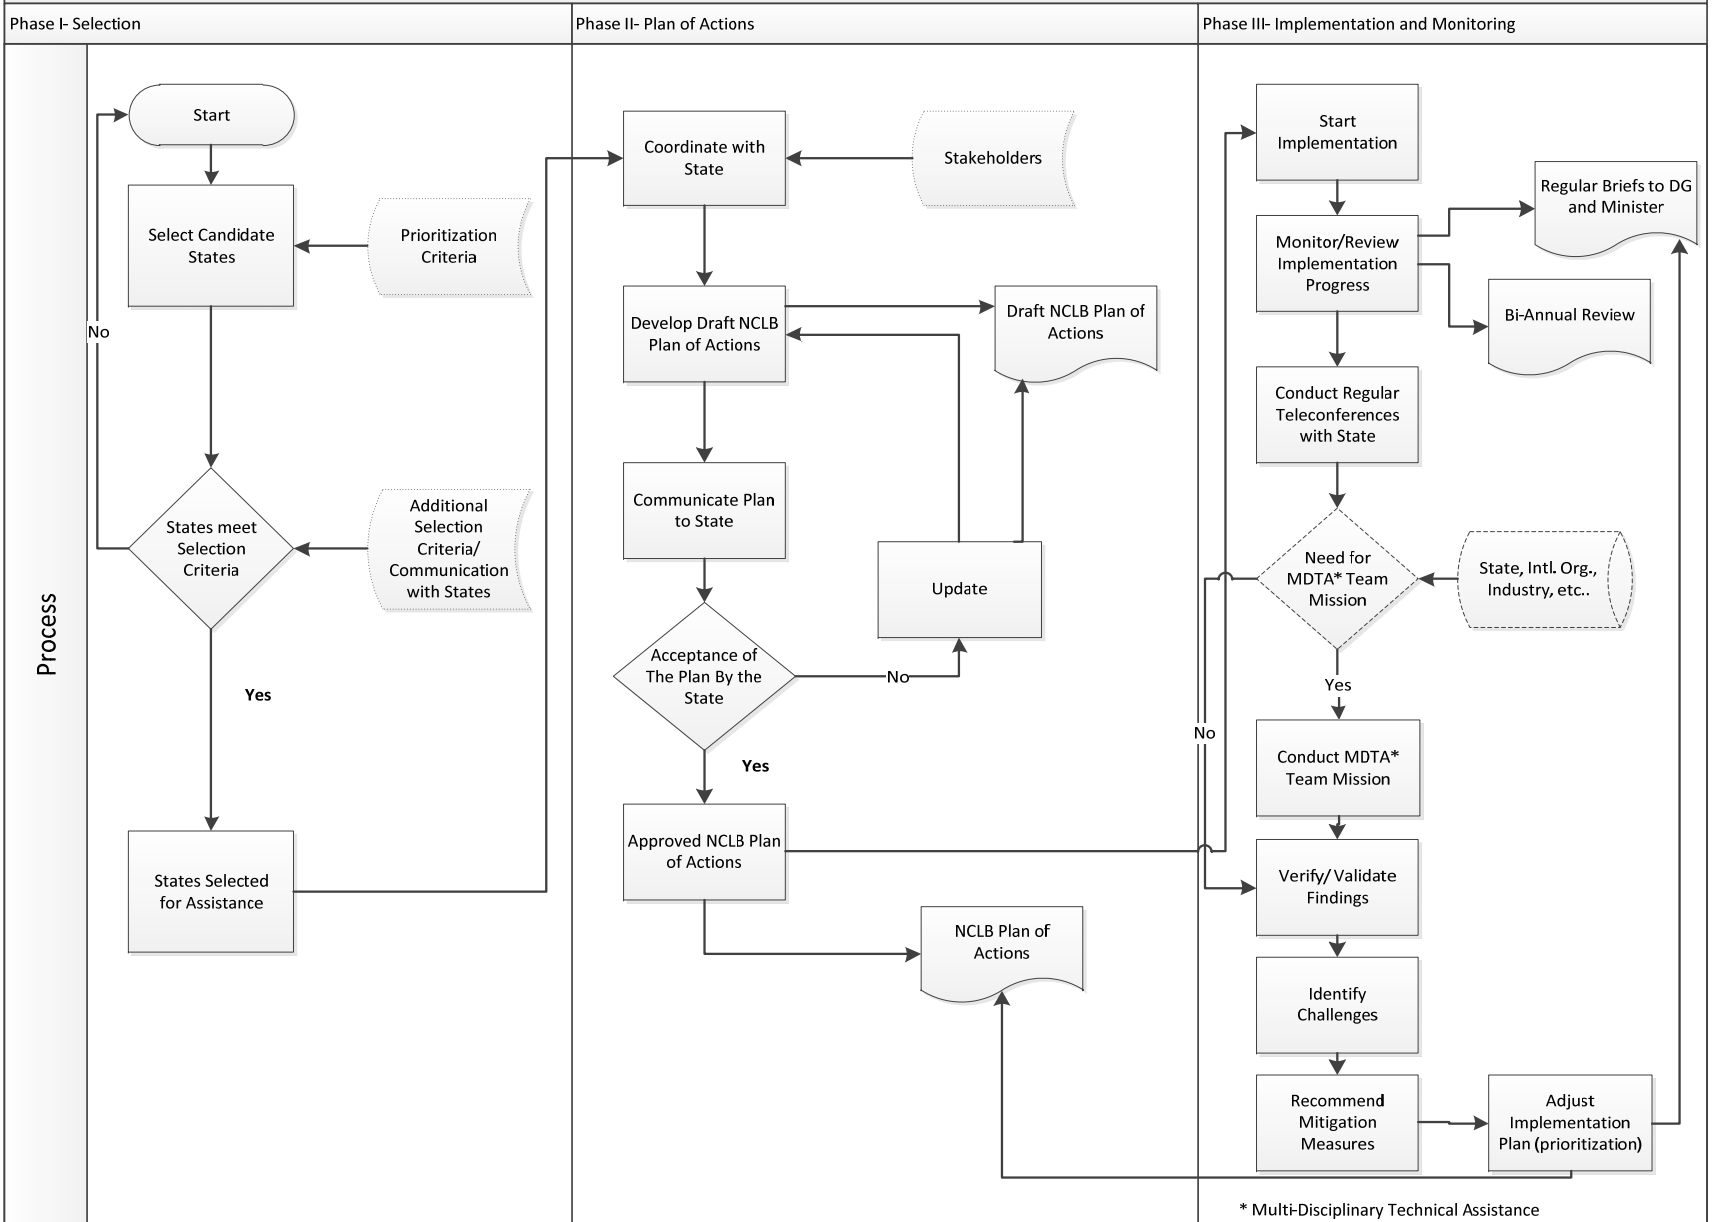 Phase I- Selection
Phase II- Plan of Actions
Phase III- Implementation and Monitoring
Process
Start
Select Candidate
States
Prioritization
Criteria
No
States meet
Selection
Criteria
Additional
Selection
Criteria/
Communication
with States
Yes
States Selected
for Assistance
Coordinate with
State
Stakeholders
Develop Draft NCLB
Plan of Actions
Draft NCLB Plan of
Actions
Communicate Plan
to State
Update
Acceptance of
The Plan By the
State
No
Yes
Approved NCLB Plan
of Actions
NCLB Plan of
Actions
Start
Implementation
Regular Briefs to DG
and Minister
Monitor/Review
Implementation
Progress
Bi-Annual Review
Conduct Regular
Teleconferences
with State
Need for
MDTA* Team
Mission
State, Intl. Org.,
Industry, etc..
Yes
No
Conduct MDTA*
Team Mission
Verify/ Validate
Findings
Identify
Challenges
Recommend
Mitigation
Measures
Adjust
Implementation
Plan (prioritization)
* Multi-Disciplinary Technical Assistance